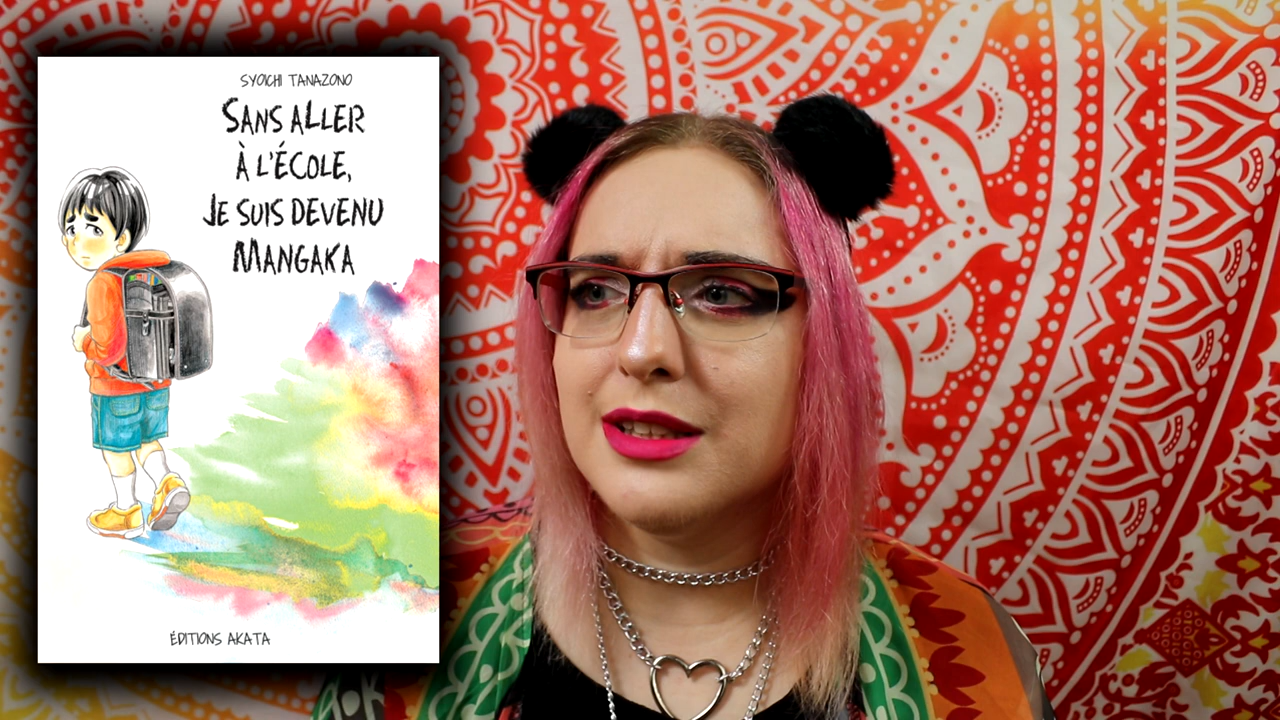 SYOICHI TANAZONO
SANS ALLER
À L'ÉCOLE,
JE SUIS DEVENU
MANGAKA
ÉDITIONS AKATA